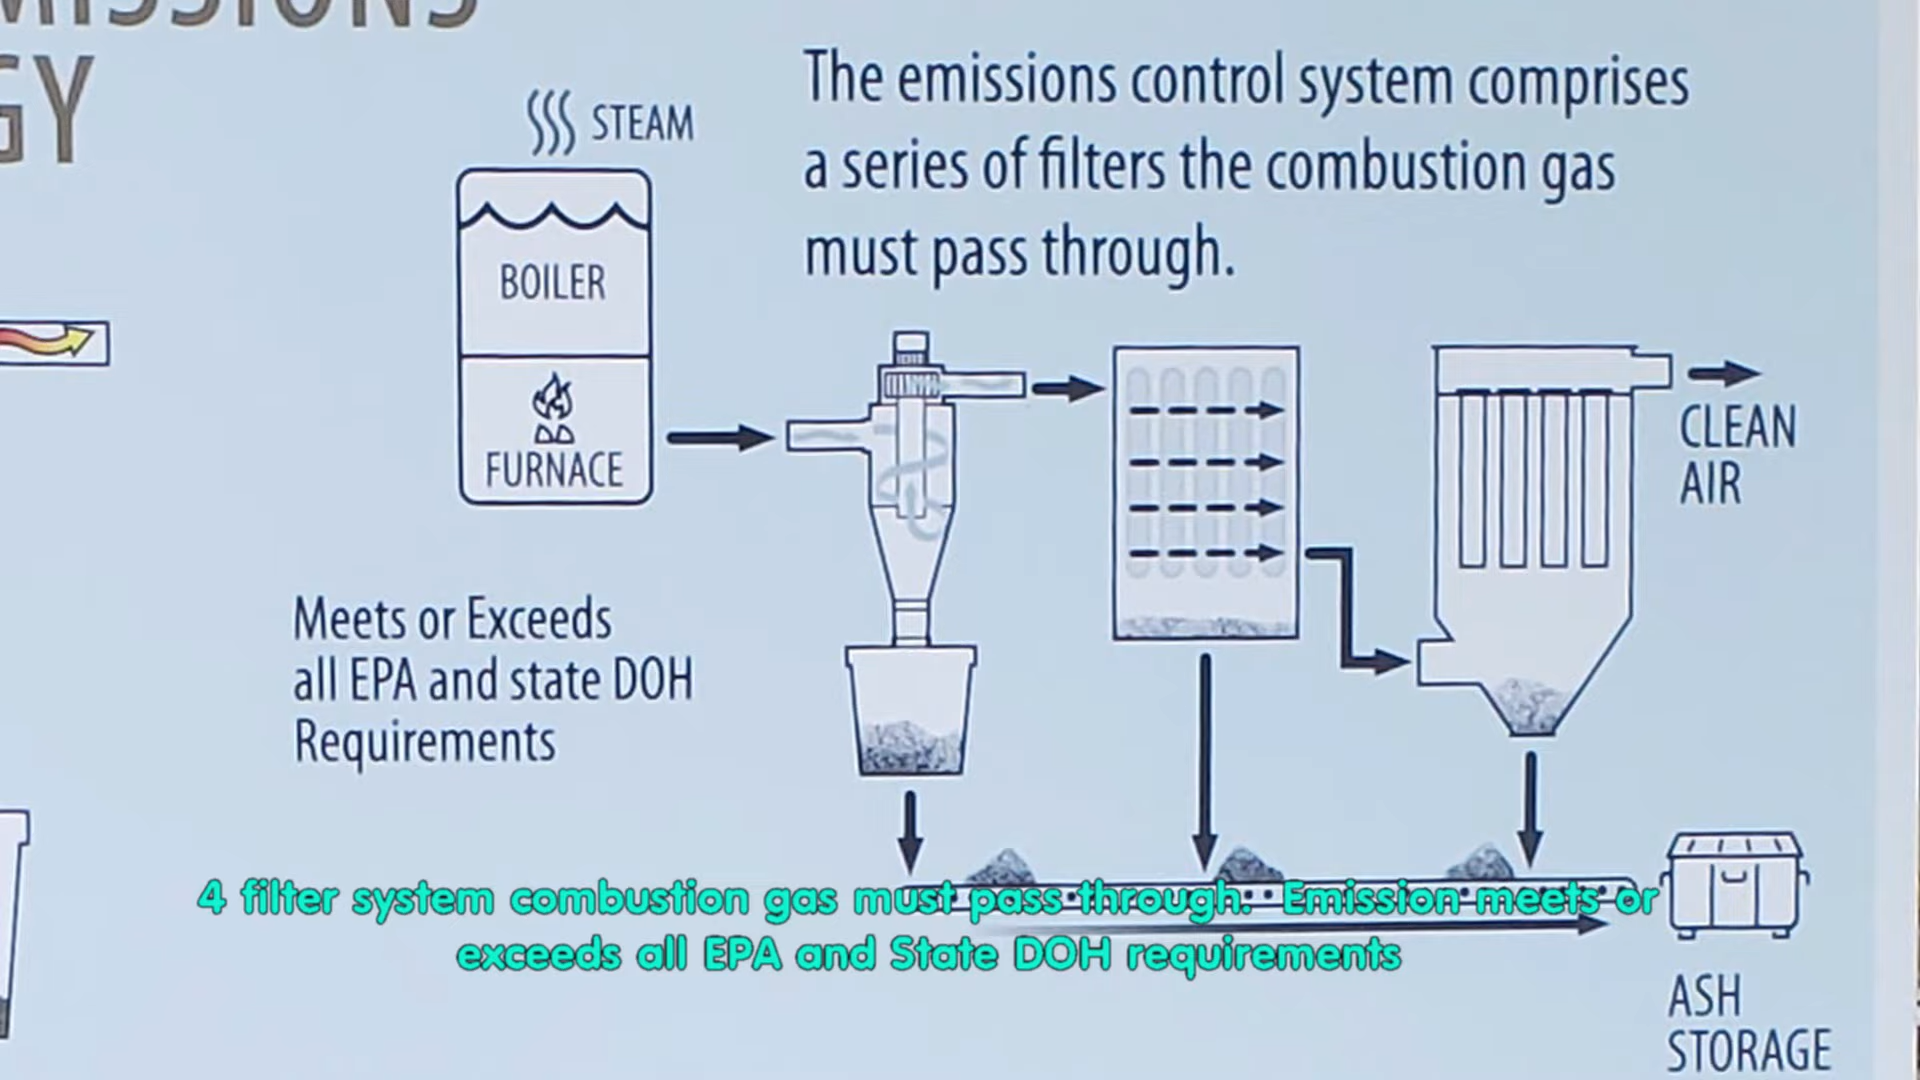 The emissions control system comprises
a series of filters the combustion gas
must pass through.
STEAM
BOILER
FURNACE
CLEAN
AIR
Meets or Exceeds
all EPA and state DOH
Requirements
4 filter system combustion gas must pass through. Emission meets or
exceeds all EPA and State DOH requirements
ASH
STORAGE